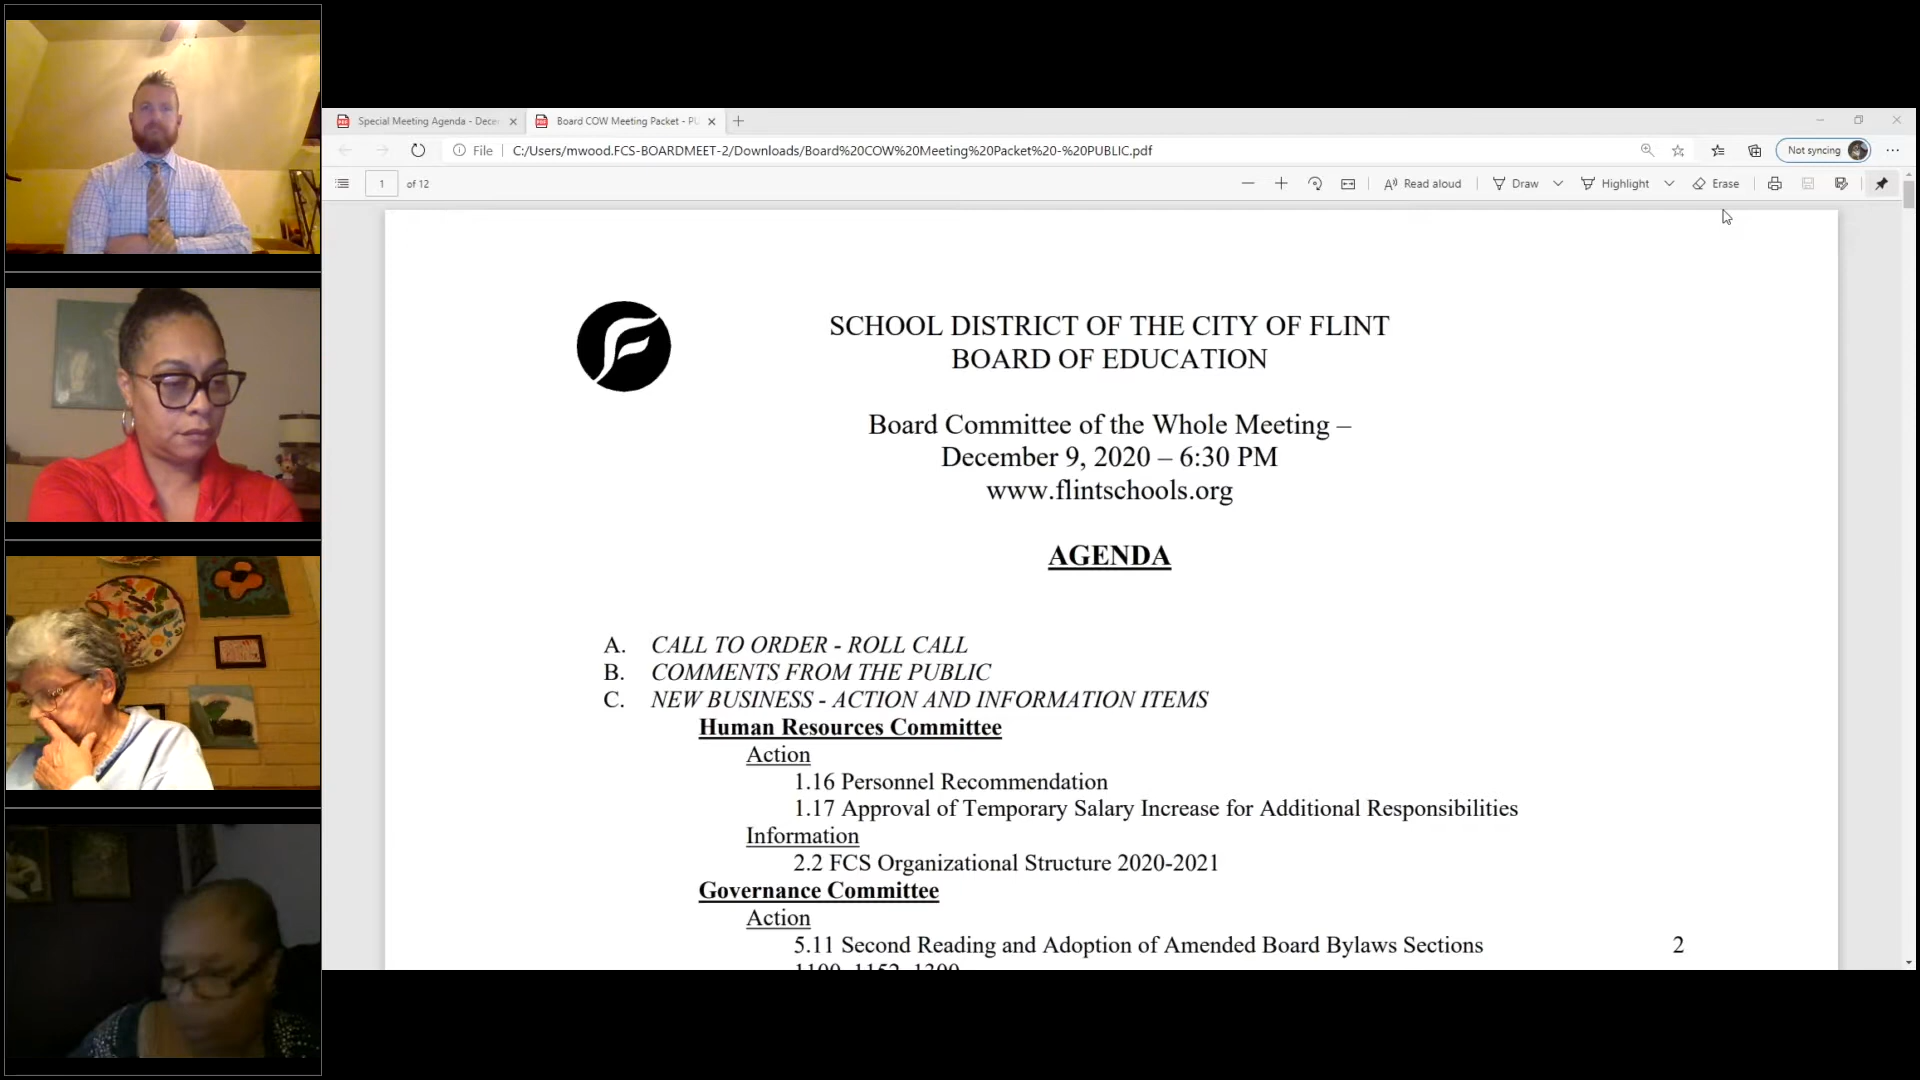 Special Meeting Agenda - Dece
Board COW Meeting Packet - PU
File
C:/Users/mwood.FCS-BOARDMEET-2/Downloads/Board%20COW%20Meeting%20Packet%20-%20PUBLIC.pdf
Not syncing
1 of 12
Read aloud
Draw
Highlight
Erase
SCHOOL DISTRICT OF THE CITY OF FLINT
BOARD OF EDUCATION
Board Committee of the Whole Meeting –
December 9, 2020 – 6:30 PM
www.flintschools.org
AGENDA
A. CALL TO ORDER - ROLL CALL
B. COMMENTS FROM THE PUBLIC
C. NEW BUSINESS - ACTION AND INFORMATION ITEMS
Human Resources Committee
Action
1.16 Personnel Recommendation
1.17 Approval of Temporary Salary Increase for Additional Responsibilities
Information
2.2 FCS Organizational Structure 2020-2021
Governance Committee
Action
5.11 Second Reading and Adoption of Amended Board Bylaws Sections 2
1100, 1152, 1300